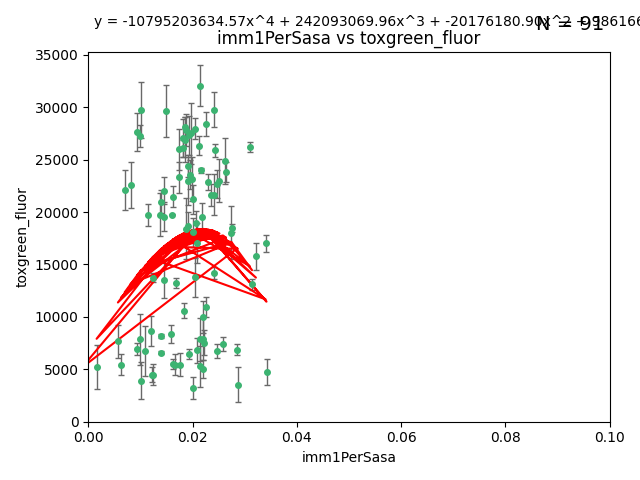 y = -10795203634.57x^4 + 242093069.96x^3 + -20176180.90x^2 +
N = 91
imm1PerSasa vs toxgreen_fluor
35000
30000
25000
20000
15000
10000
5000
0
toxgreen_fluor
0.00 0.02 0.04 0.06 0.08 0.10
imm1PerSasa